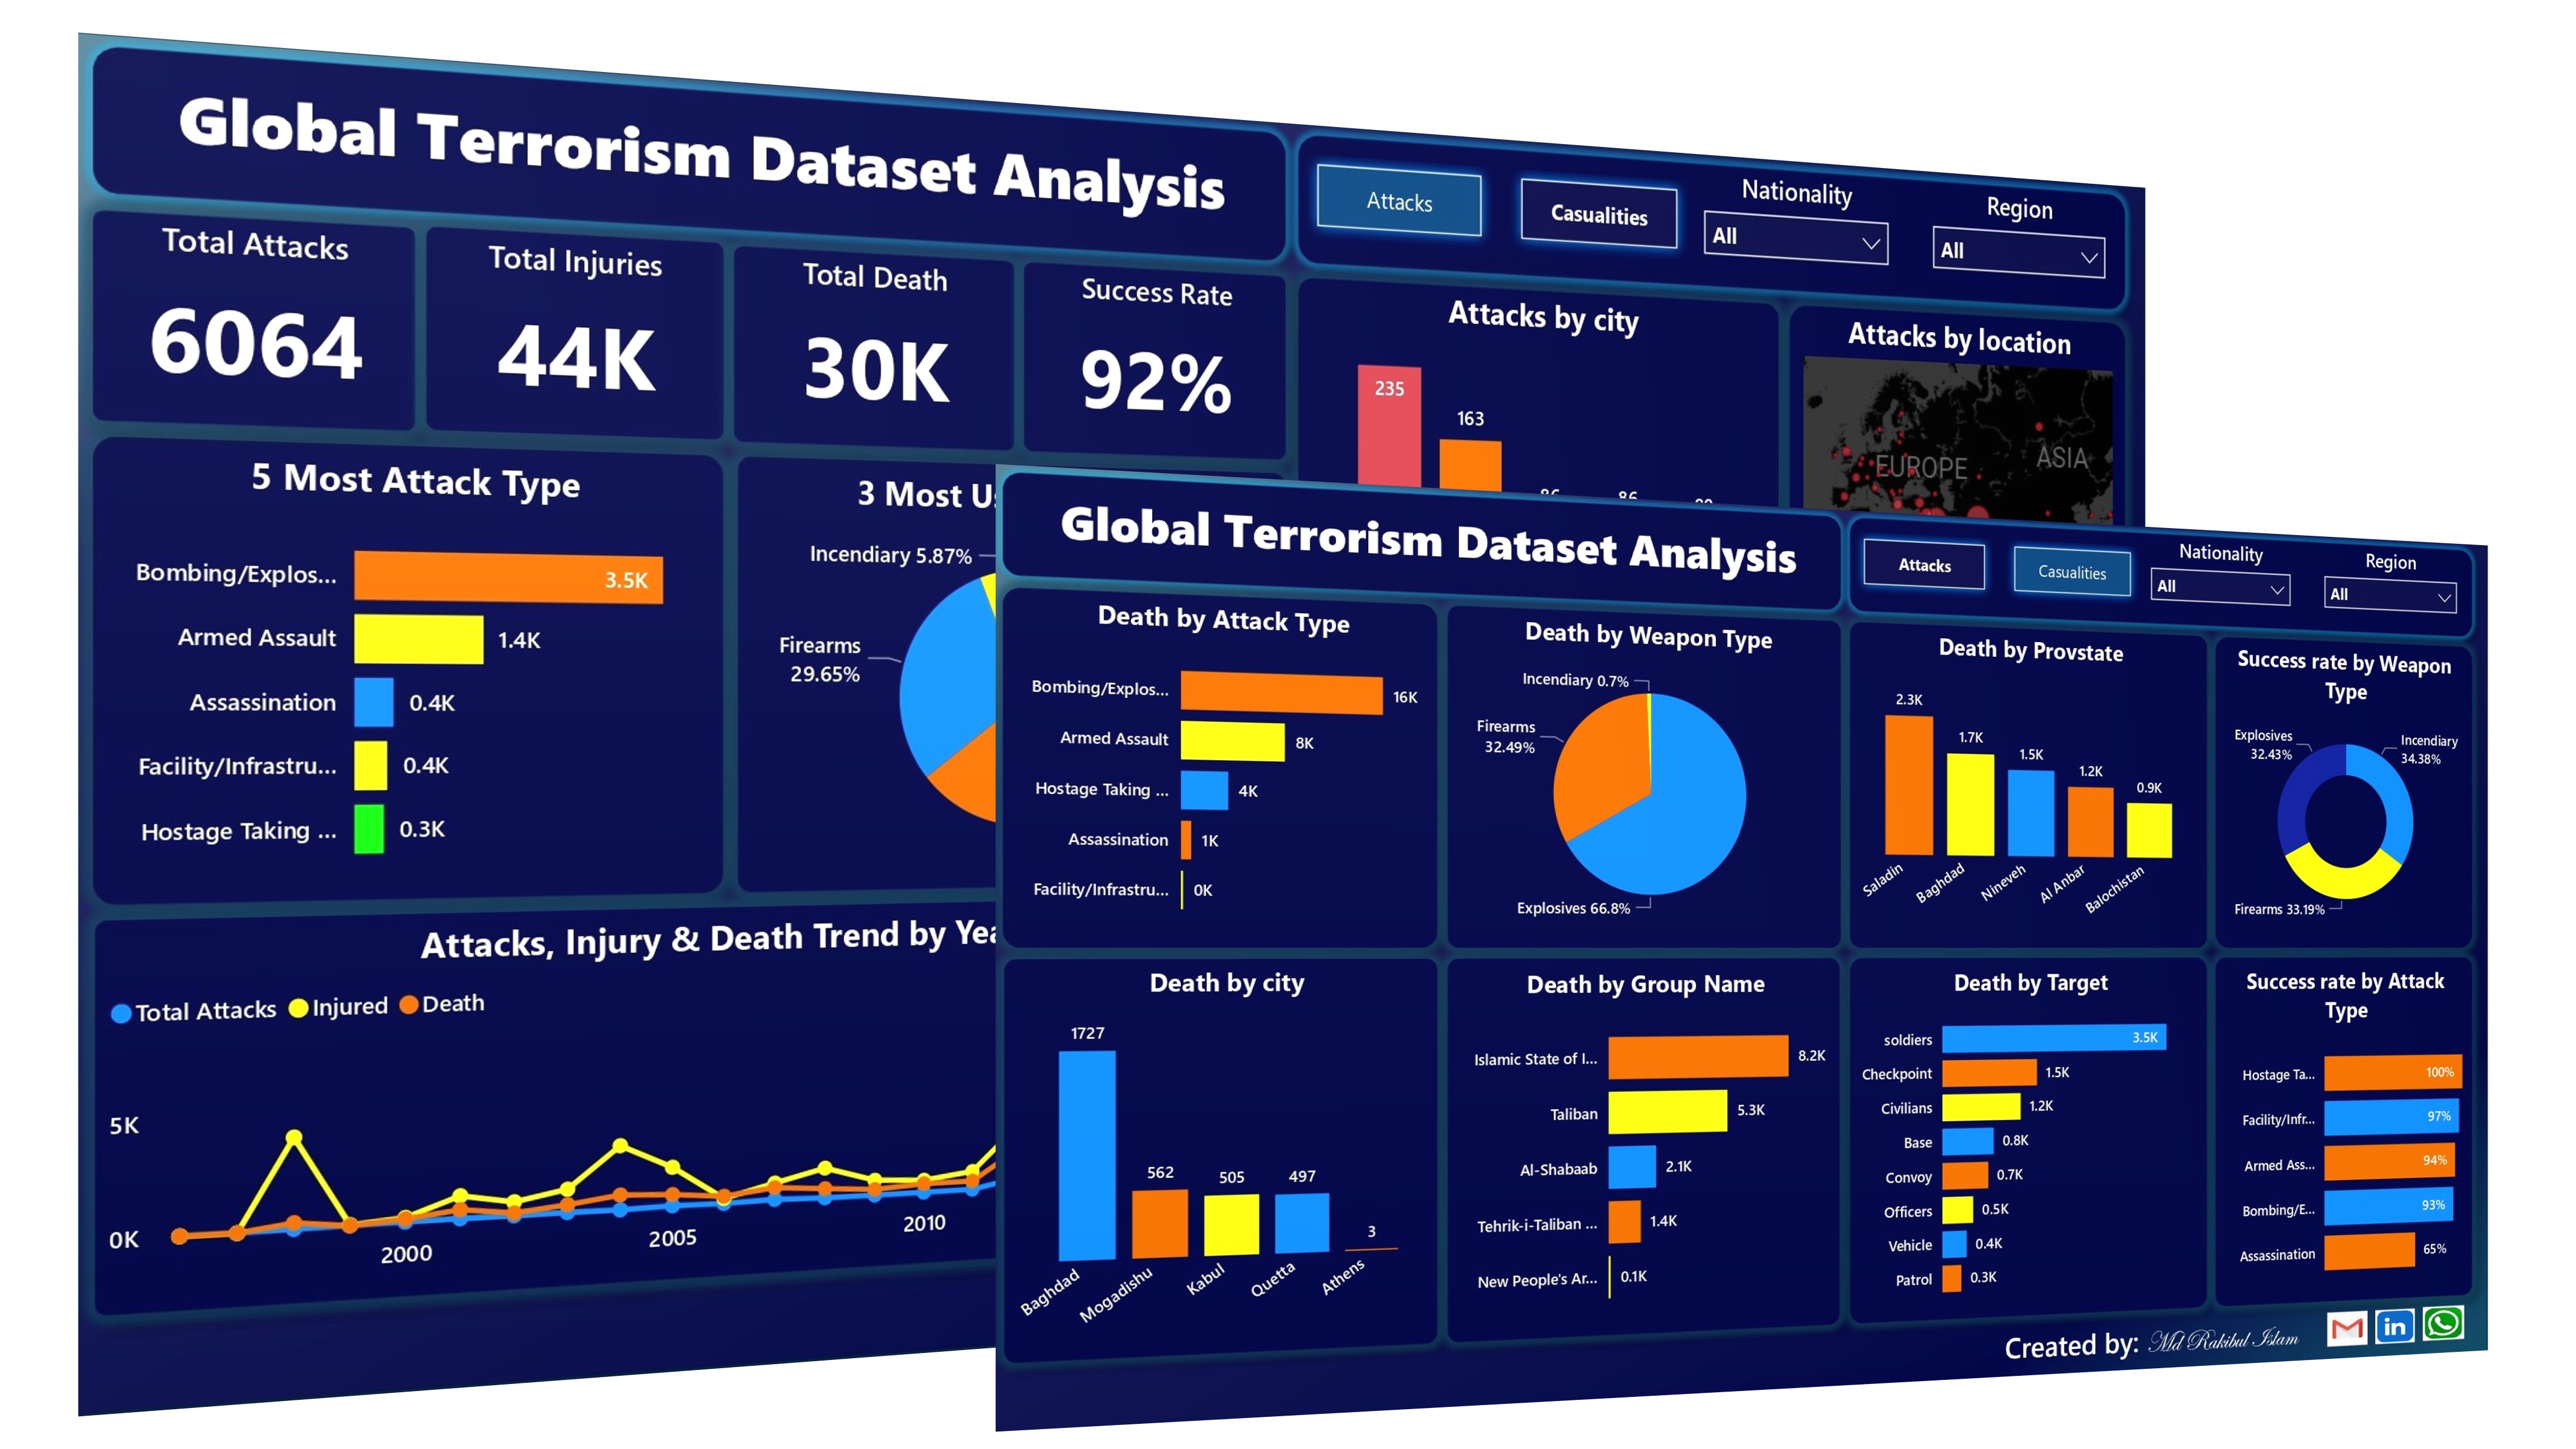 Global Terrorism Dataset Analysis
Attacks
Casualities
Nationality
All
Region
All
Total Attacks
6064
Total Injuries
44K
Total Death
30K
Success Rate
92%
Attacks by city
235
163
86
Attacks by location
EUROPE
ASIA
5 Most Attack Type
Bombing/Explos...
3.5K
Armed Assault
1.4K
Assassination
0.4K
Facility/Infrastru...
0.4K
Hostage Taking ...
0.3K
3 Most
Incendiary 5.87%
Firearms
29.65%
Attacks, Injury & Death Trend by
Total Attacks
Injured
Death
5K
0K
2000
2005
2010
Global Terrorism Dataset Analysis
Attacks
Casualities
Nationality
All
Region
All
Death by Attack Type
Bombing/Explos...
16K
Armed Assault
8K
Hostage Taking ...
4K
Assassination
1K
Facility/Infrastru...
0K
Death by Weapon Type
Incendiary 0.7%
Firearms
32.49%
Explosives 66.8%
Death by Provstate
2.3K
1.7K
1.5K
1.2K
0.9K
Saladin
Baghdad
Nineveh
Al Anbar
Balochistan
Success rate by Weapon
Type
Explosives
32.43%
Incendiary
34.38%
Firearms 33.19%
Death by city
1727
562
505
497
3
Baghdad
Mogadishu
Kabul
Quetta
Athens
Death by Group Name
Islamic State of I...
8.2K
Taliban
5.3K
Al-Shabaab
2.1K
Tehrik-i-Taliban ...
1.4K
New People's Ar...
0.1K
Death by Target
soldiers
3.5K
Checkpoint
1.5K
Civilians
1.2K
Base
0.8K
Convoy
0.7K
Officers
0.5K
Vehicle
0.4K
Patrol
0.3K
Success rate by Attack
Type
Hostage Ta...
100%
Facility/Infr...
97%
Armed Ass...
94%
Bombing/E...
93%
Assassination
65%
Created by: Md Rakibul Islam
in